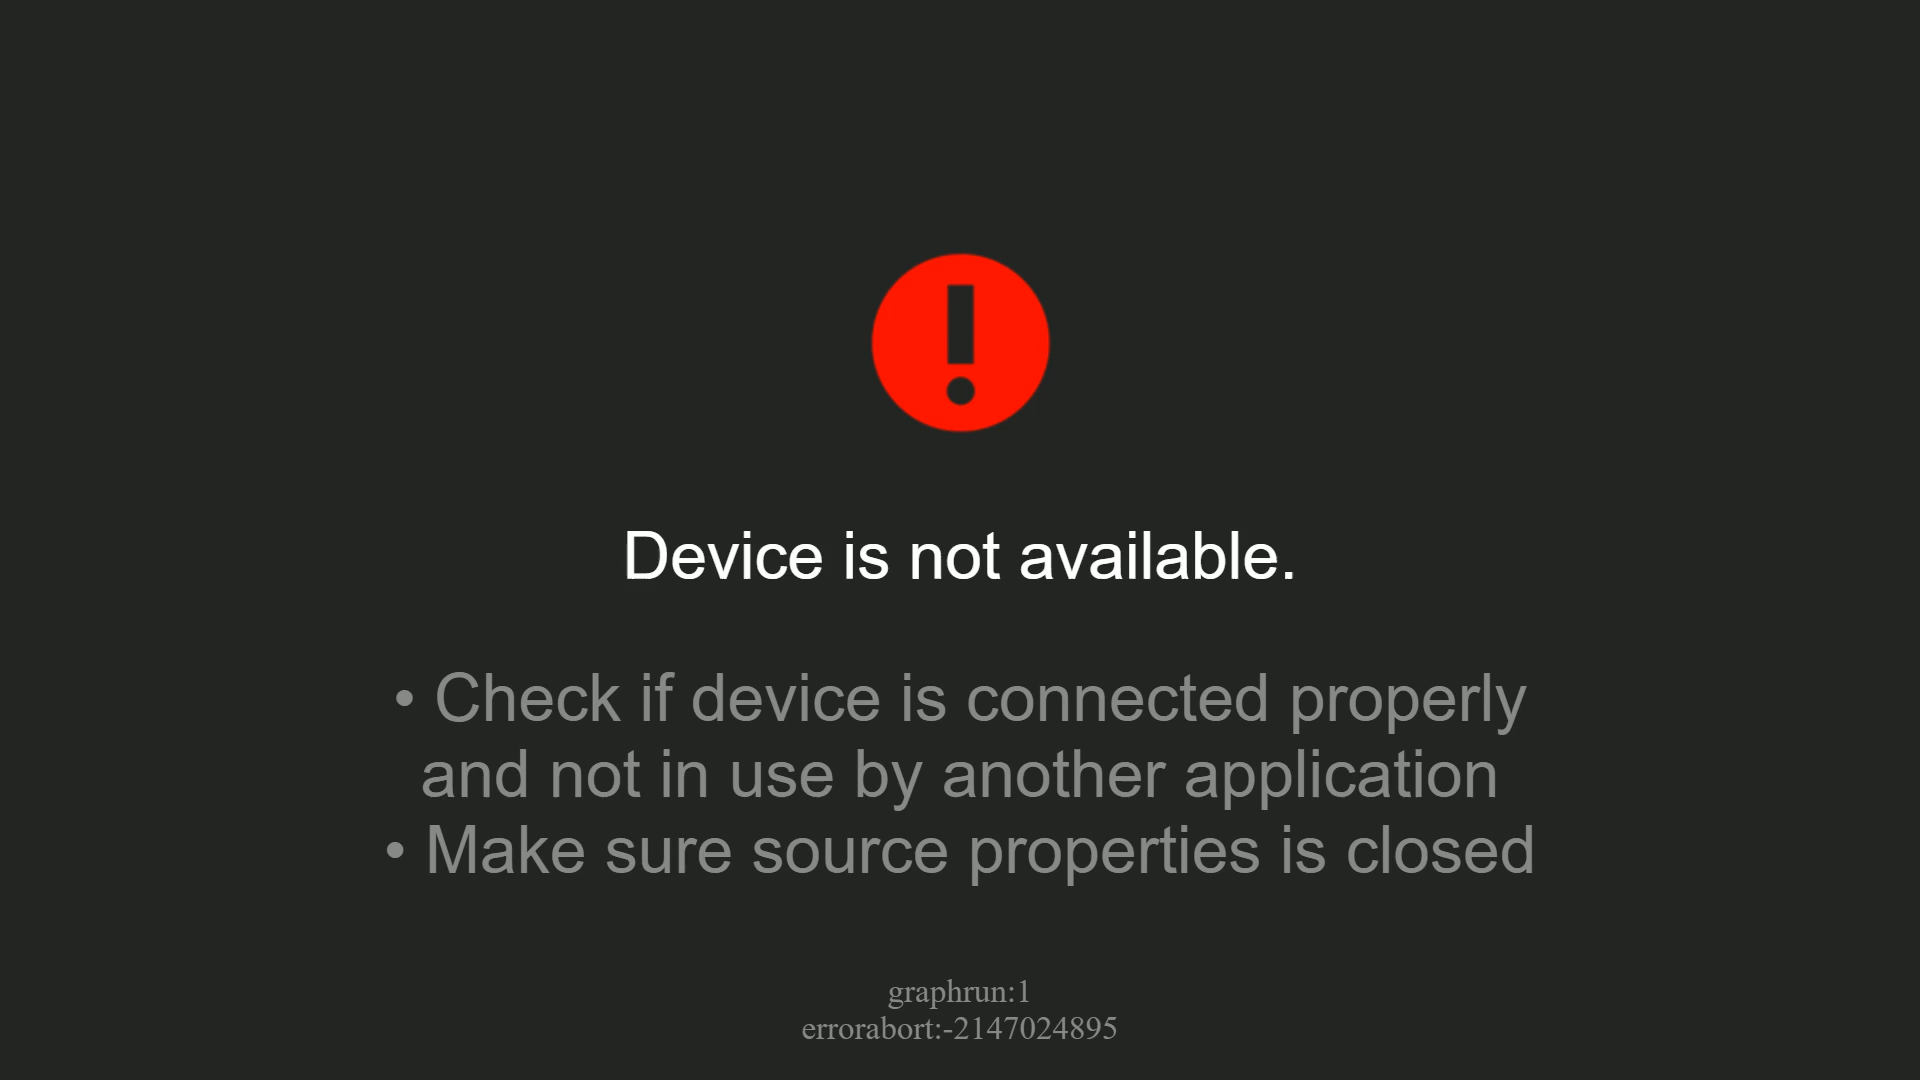 Device is not available.
• Check if device is connected properly
and not in use by another application
• Make sure source properties is closed
graphrun:1
errorabort:-2147024895